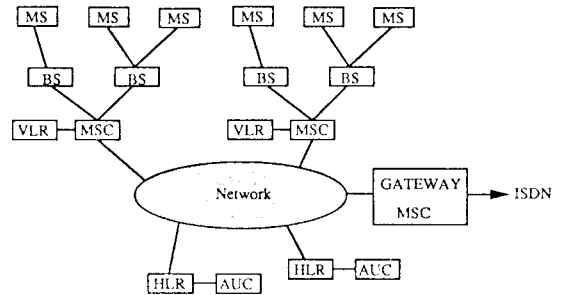 MS MS MS MS MS MS
BS BS BS BS
VLR MSC VLR MSC
Network
GATEWAY
MSC
ISDN
HLR AUC HLR AUC